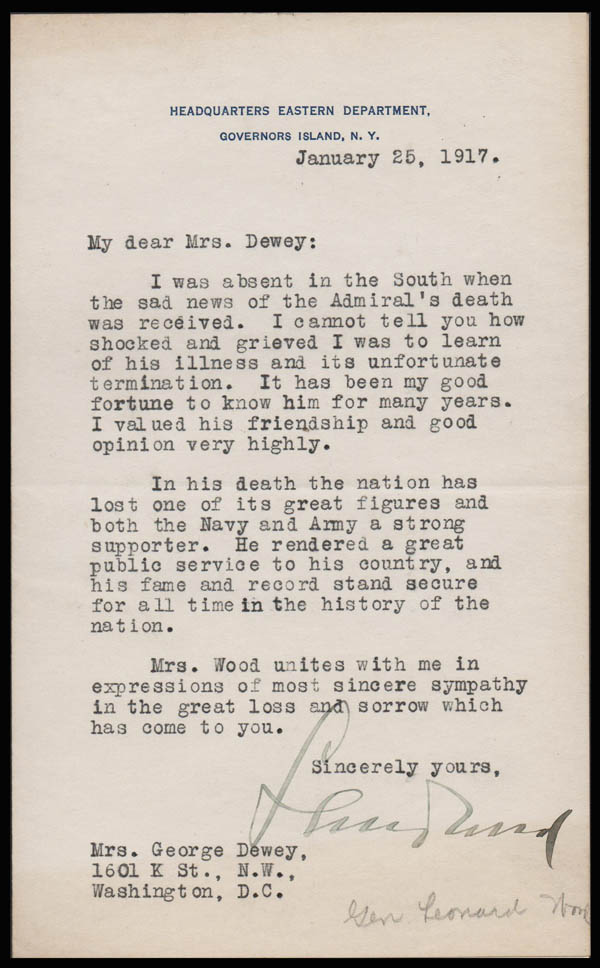 HEADQUARTERS EASTERN DEPARTMENT,
GOVERNORS ISLAND, N. Y.
January 25, 1917.
My dear Mrs. Dewey:
I was absent in the South when
the sad news of the Admiral's death
was received. I cannot tell you how
shocked and grieved I was to learn
of his illness and its unfortunate
termination. It has been my good
fortune to know him for many years.
I valued his friendship and good
opinion very highly.
In his death the nation has
lost one of its great figures and
both the Navy and Army a strong
supporter. He rendered a great
public service to his country, and
his fame and record stand secure
for all time in the history of the
nation.
Mrs. Wood unites with me in
expressions of most sincere sympathy
in the great loss and sorrow which
has come to you.
Sincerely yours,
Leonard Wood
Mrs. George Dewey,
1601 K St., N.W.,
Washington, D.C.
Gen Leonard Wood